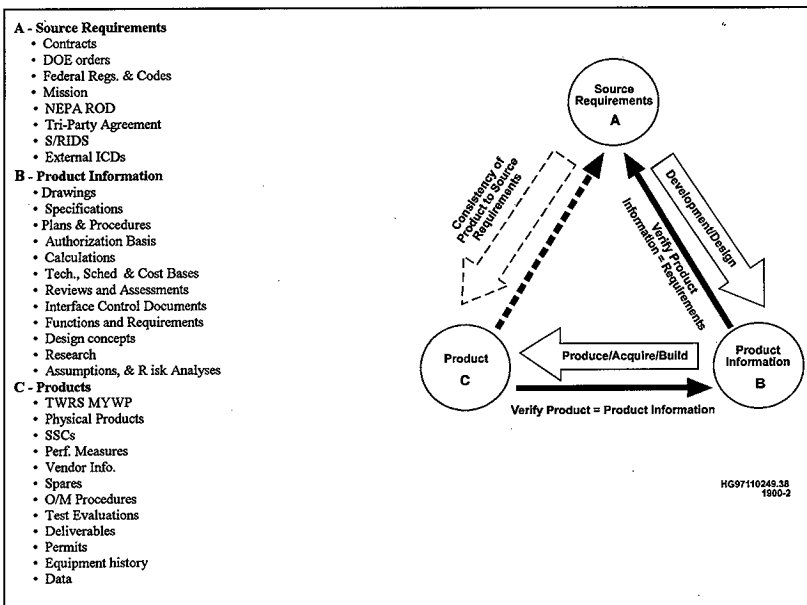 A - Source Requirements
• Contracts
• DOE orders
• Federal Regs. & Codes
• Mission
• NEPA ROD
• Tri-Party Agreement
• S/RIDS
• External ICDs
B - Product Information
• Drawings
• Specifications
• Plans & Procedures
• Authorization Basis
• Calculations
• Tech., Sched & Cost Bases
• Reviews and Assessments
• Interface Control Documents
• Functions and Requirements
• Design concepts
• Research
• Assumptions, & R isk Analyses
C - Products
• TWRS MYWP
• Physical Products
• SSCs
• Perf. Measures
• Vendor Info.
• Spares
• O/M Procedures
• Test Evaluations
• Deliverables
• Permits
• Equipment history
• Data
Source
Requirements
A
Consistency of
Product to Source
Requirements
Development/Design
Verify Product
Information = Requirements
Product
C
Produce/Acquire/Build
Product
Information
B
Verify Product = Product Information
HG97110249.38
1900-2